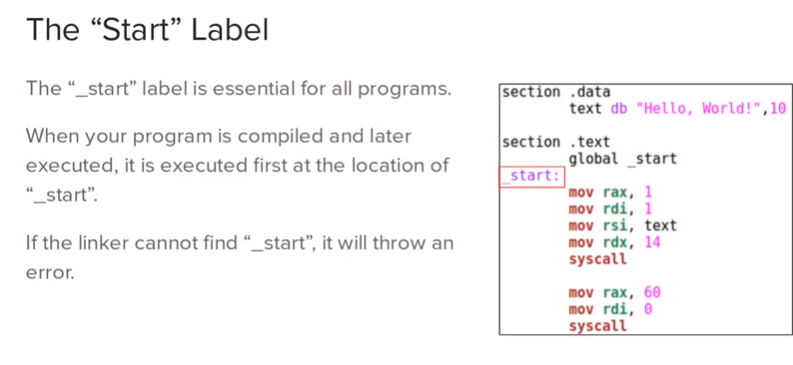 The “Start” Label
The “_start” label is essential for all programs.
When your program is compiled and later
executed, it is executed first at the location of
“_start”.
If the linker cannot find “_start”, it will throw an
error.
section .data
text db "Hello, World!",10
section .text
global _start
_start:
mov rax, 1
mov rdi, 1
mov rsi, text
mov rdx, 14
syscall
mov rax, 60
mov rdi, 0
syscall